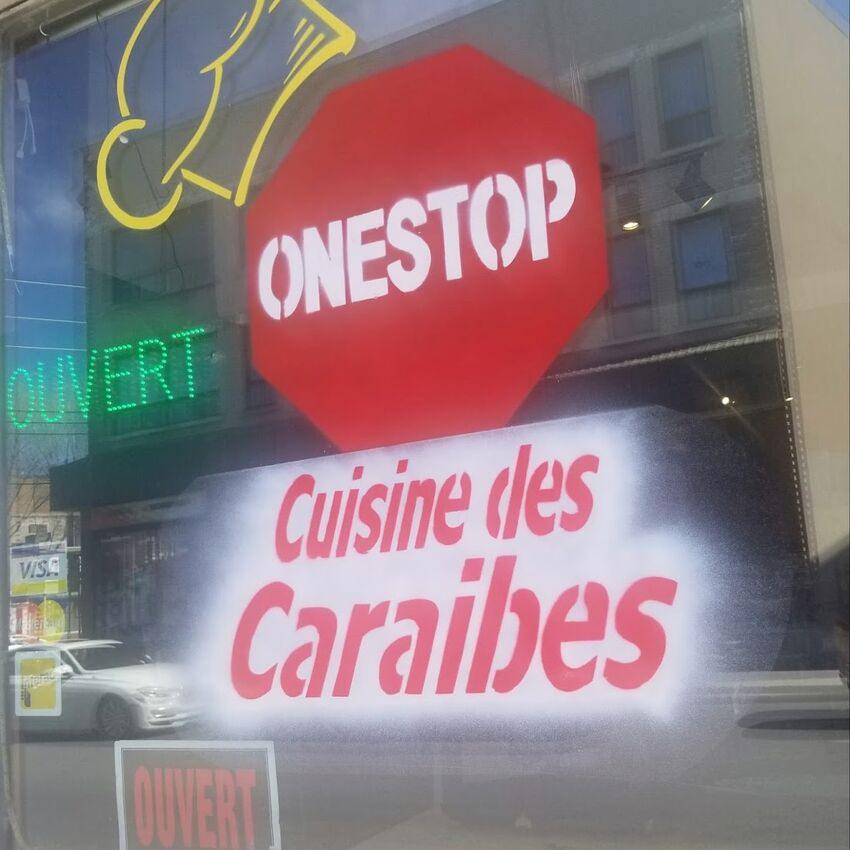 ONESTOP
OUVERT
Cuisine des
Caraibes
VISA
OUVERT